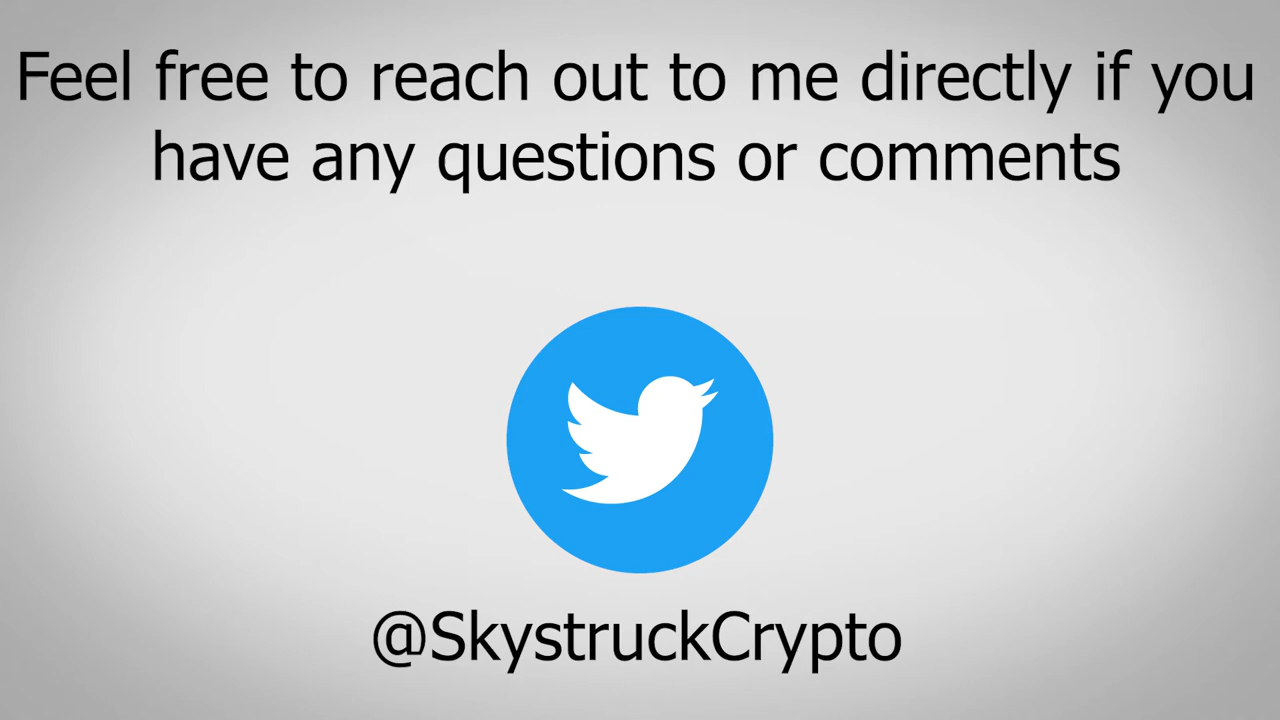 Feel free to reach out to me directly if you
have any questions or comments
@SkystruckCrypto